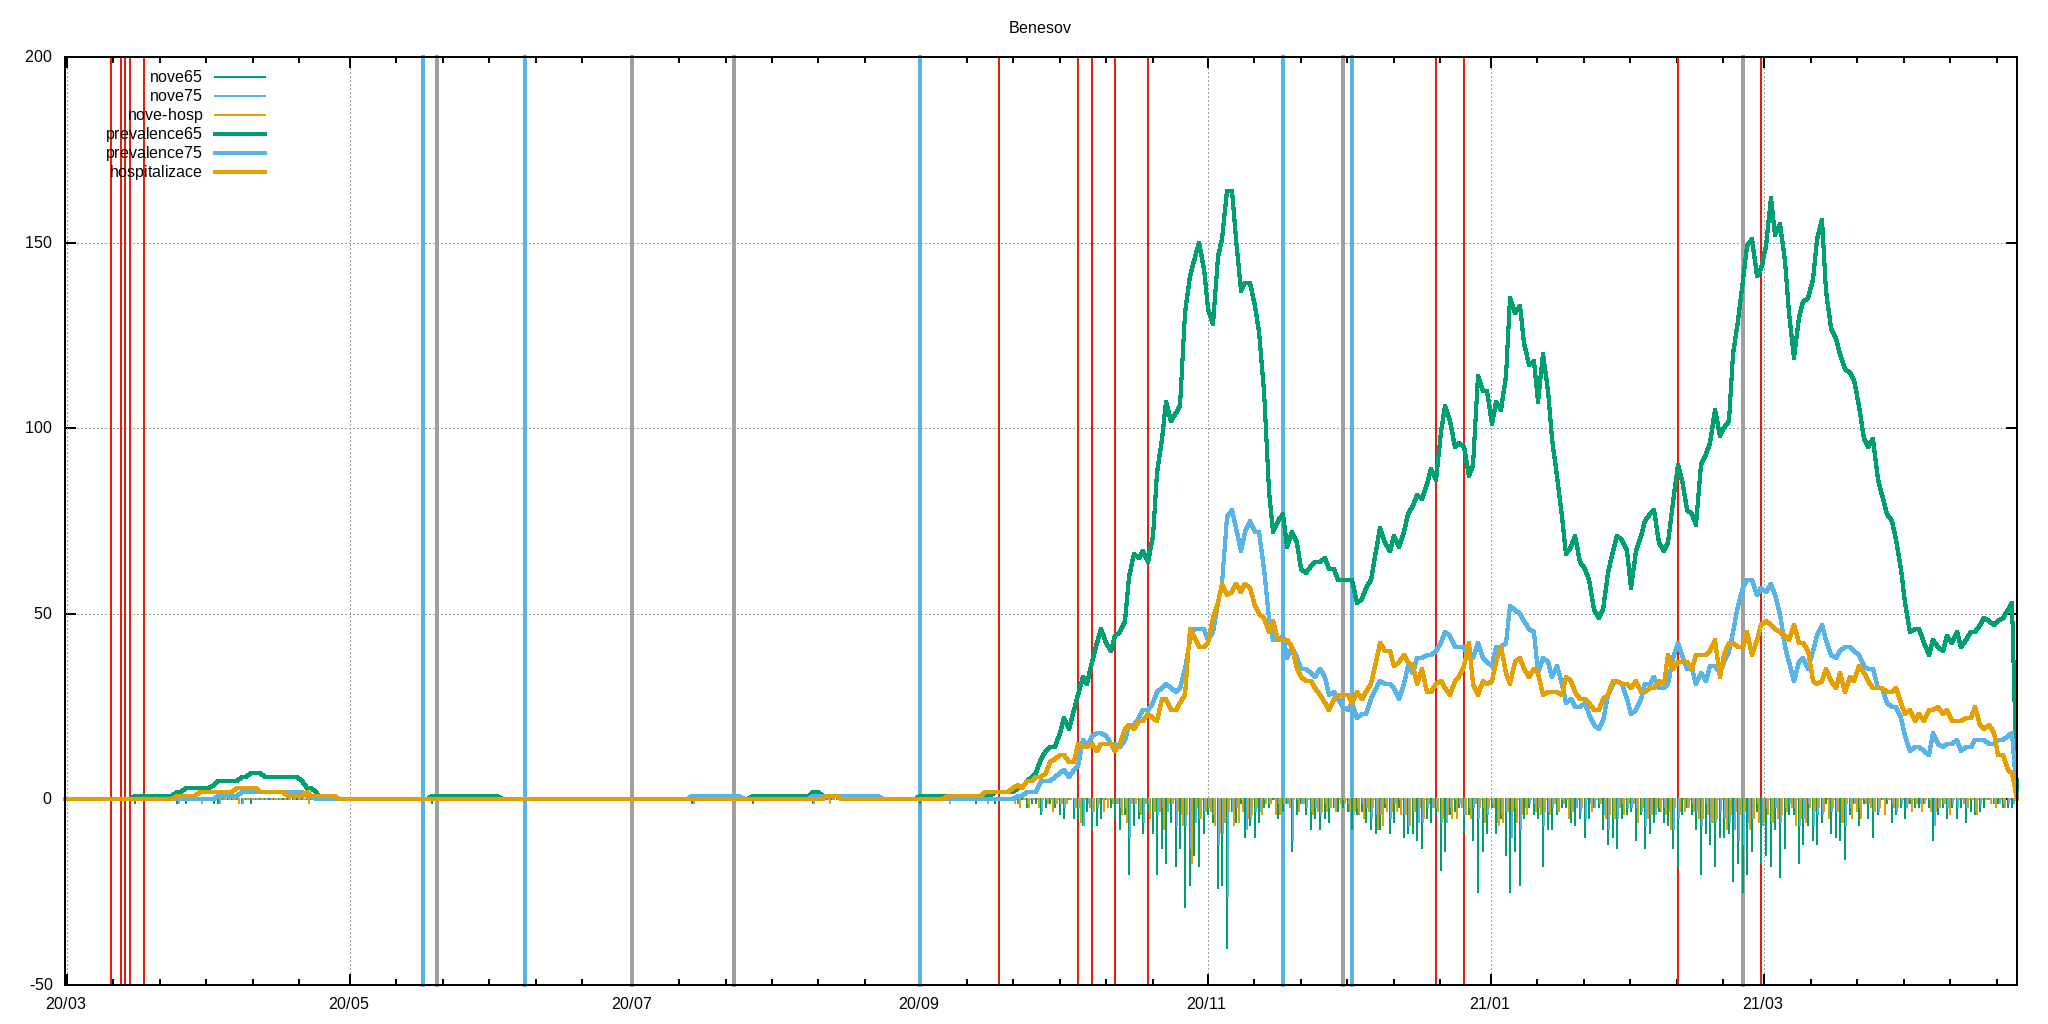 Benesov
200
150
100
50
0
-50
nove65
nove75
nove-hosp
prevalence65
prevalence75
hospitalizace
20/03 20/05 20/07 20/09 20/11 21/01 21/03